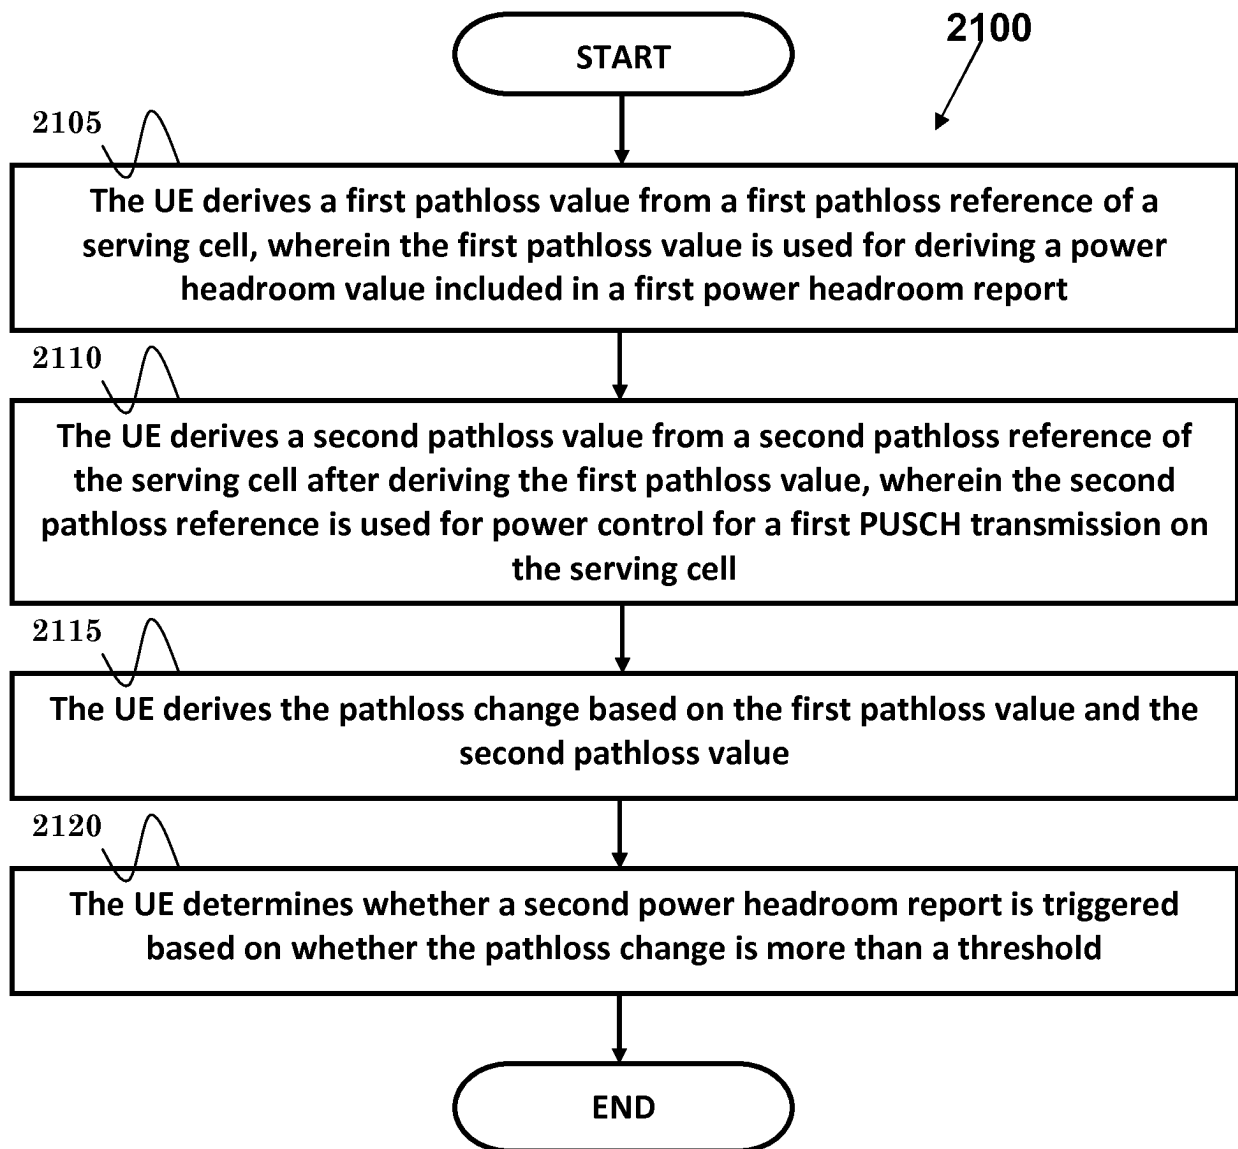 START
2100
2105
The UE derives a first pathloss value from a first pathloss reference of a
serving cell, wherein the first pathloss value is used for deriving a power
headroom value included in a first power headroom report
2110
The UE derives a second pathloss value from a second pathloss reference of
the serving cell after deriving the first pathloss value, wherein the second
pathloss reference is used for power control for a first PUSCH transmission on
the serving cell
2115
The UE derives the pathloss change based on the first pathloss value and the
second pathloss value
2120
The UE determines whether a second power headroom report is triggered
based on whether the pathloss change is more than a threshold
END